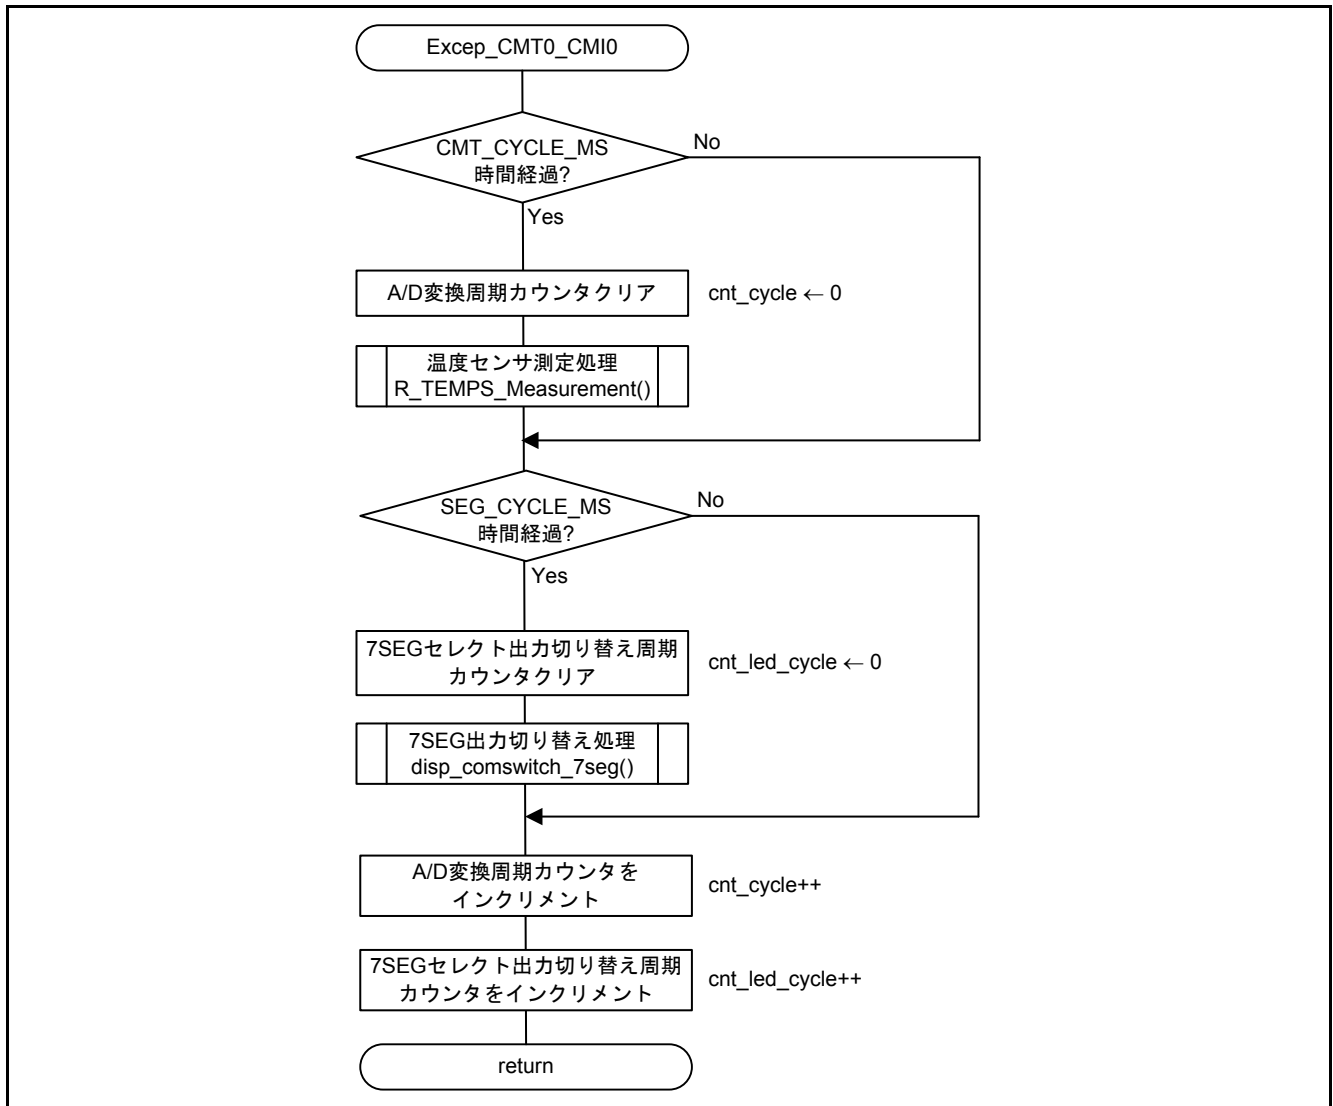 Excep_CMT0_CMI0
CMT_CYCLE_MS
時間経過?
No
Yes
A/D変換周期カウンタクリア
cnt_cycle ← 0
温度センサ測定処理
R_TEMPS_Measurement()
SEG_CYCLE_MS
時間経過?
No
Yes
7SEGセレクト出力切り替え周期
カウンタクリア
cnt_led_cycle ← 0
7SEG出力切り替え処理
disp_comswitch_7seg()
A/D変換周期カウンタを
インクリメント
cnt_cycle++
7SEGセレクト出力切り替え周期
カウンタをインクリメント
cnt_led_cycle++
return